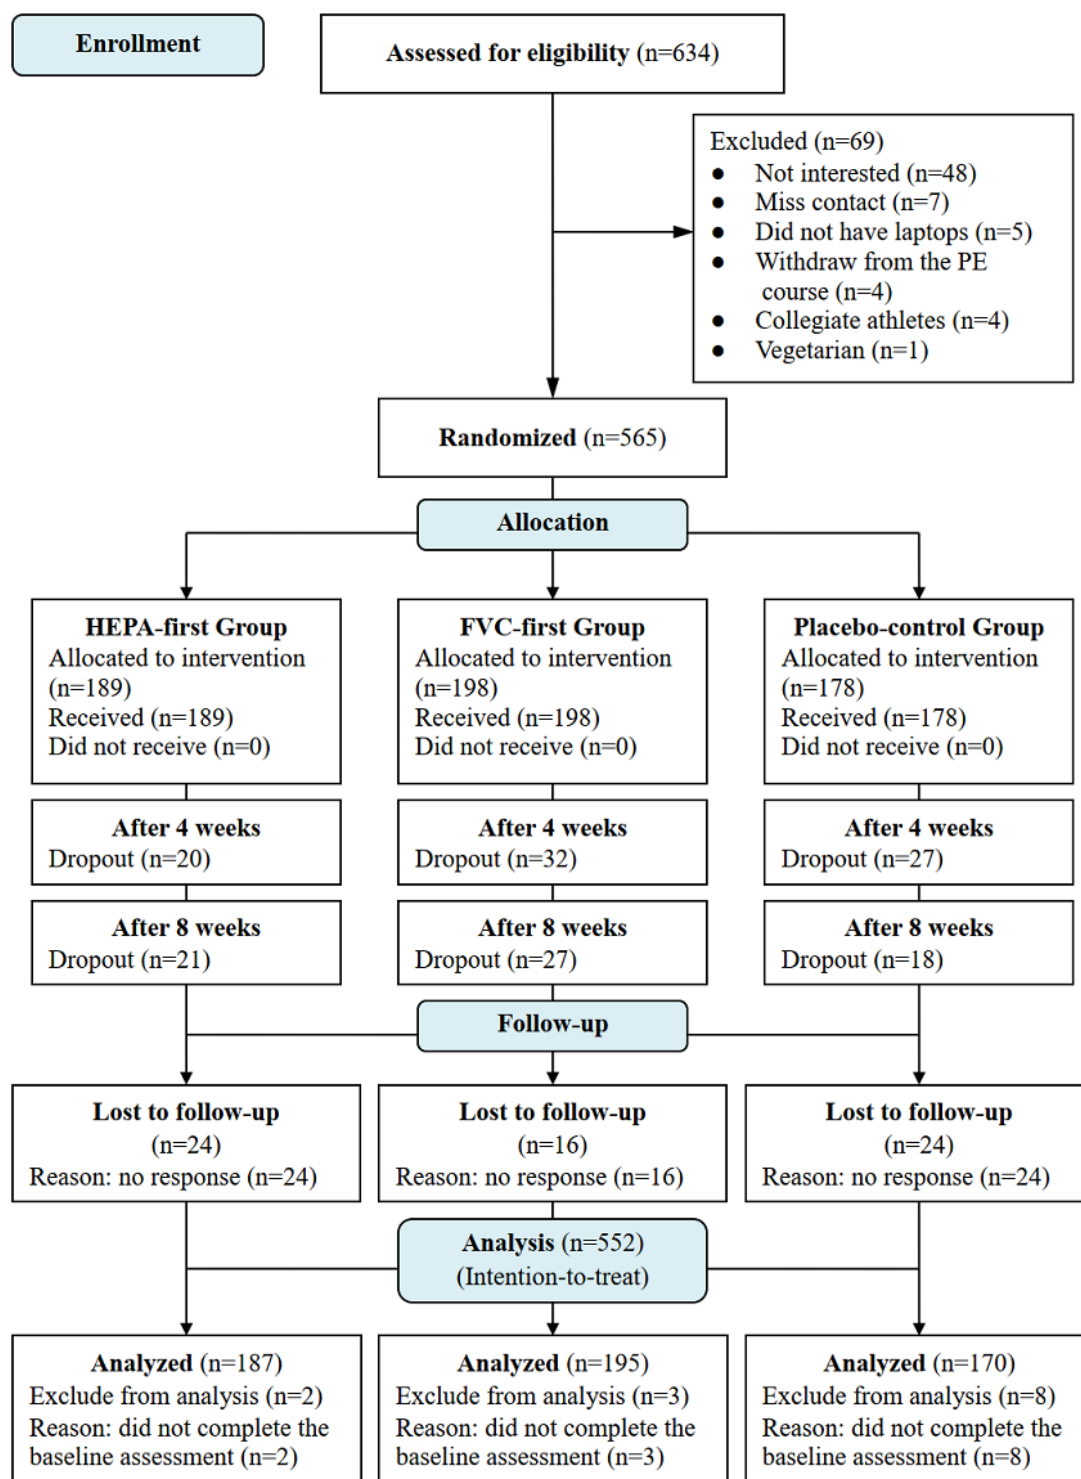 Enrollment
Assessed for eligibility (n=634)
Excluded (n=69)
● Not interested (n=48)
● Miss contact (n=7)
● Did not have laptops (n=5)
● Withdraw from the PE
course (n=4)
● Collegiate athletes (n=4)
● Vegetarian (n=1)
Randomized (n=565)
Allocation
HEPA-first Group
Allocated to intervention
(n=189)
Received (n=189)
Did not receive (n=0)
FVC-first Group
Allocated to intervention
(n=198)
Received (n=198)
Did not receive (n=0)
Placebo-control Group
Allocated to intervention
(n=178)
Received (n=178)
Did not receive (n=0)
After 4 weeks
Dropout (n=20)
After 4 weeks
Dropout (n=32)
After 4 weeks
Dropout (n=27)
After 8 weeks
Dropout (n=21)
After 8 weeks
Dropout (n=27)
After 8 weeks
Dropout (n=18)
Follow-up
Lost to follow-up
(n=24)
Reason: no response (n=24)
Lost to follow-up
(n=16)
Reason: no response (n=16)
Lost to follow-up
(n=24)
Reason: no response (n=24)
Analysis (n=552)
(Intention-to-treat)
Analyzed (n=187)
Exclude from analysis (n=2)
Reason: did not complete the
baseline assessment (n=2)
Analyzed (n=195)
Exclude from analysis (n=3)
Reason: did not complete the
baseline assessment (n=3)
Analyzed (n=170)
Exclude from analysis (n=8)
Reason: did not complete the
baseline assessment (n=8)